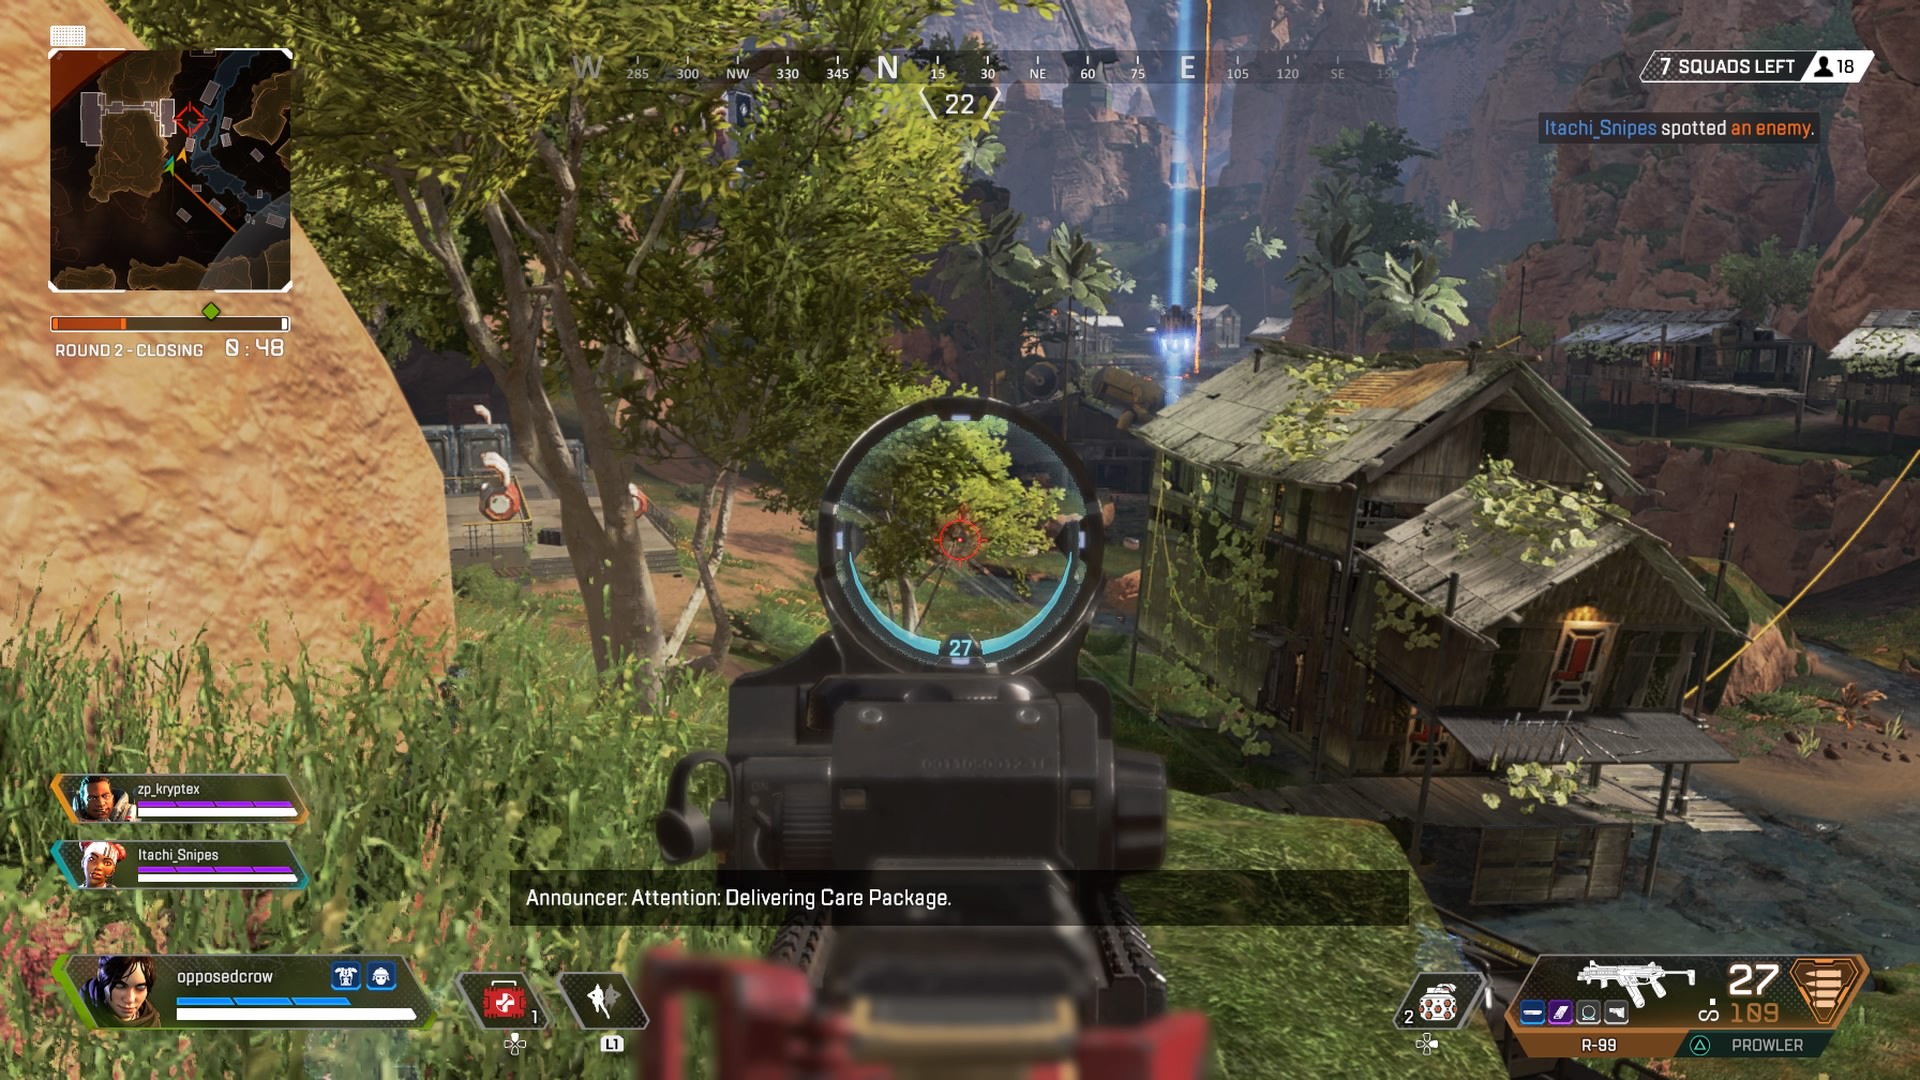 W 285 300 NW 330 345 N 15 30 NE 60 75 E 105 120 SE 150
22
7 SQUADS LEFT 18
Itachi_Snipes spotted an enemy.
ROUND 2 - CLOSING 0:48
27
zp_kryptex
Itachi_Snipes
Announcer: Attention: Delivering Care Package.
opposedcrow
1
L1
2
27
109
R-99
PROWLER